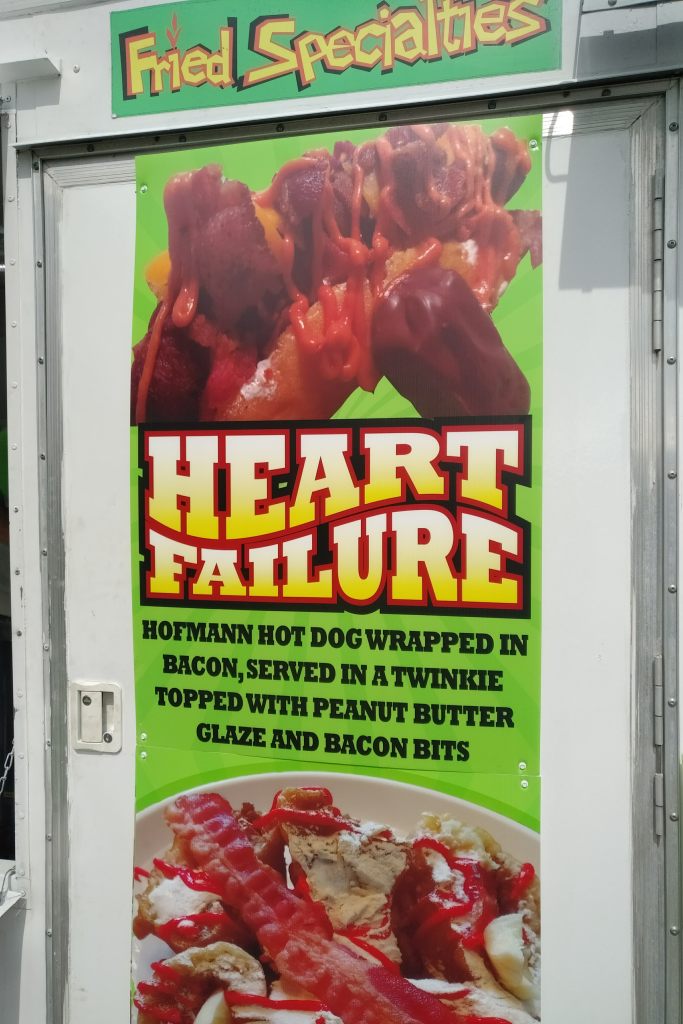 Fried Specialties
HEART
FAILURE
HOFMANN HOT DOG WRAPPED IN
BACON, SERVED IN A TWINKIE
TOPPED WITH PEANUT BUTTER
GLAZE AND BACON BITS